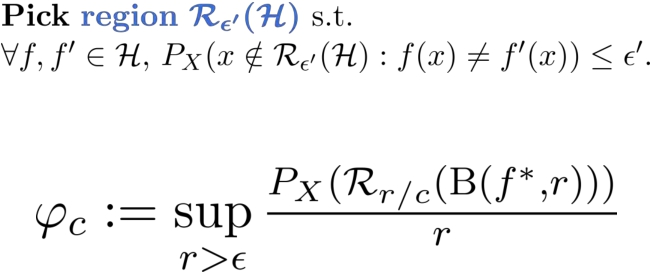 Pick region $\mathcal{R}_{\epsilon'}(\mathcal{H})$ s.t.
$\forall f, f' \in \mathcal{H}, P_X(x \notin \mathcal{R}_{\epsilon'}(\mathcal{H}) : f(x) \neq f'(x)) \leq \epsilon'.$
$\varphi_c := \sup_{r > \epsilon} \frac{P_X(\mathcal{R}_{r/c}(\mathrm{B}(f^*, r)))}{r}$